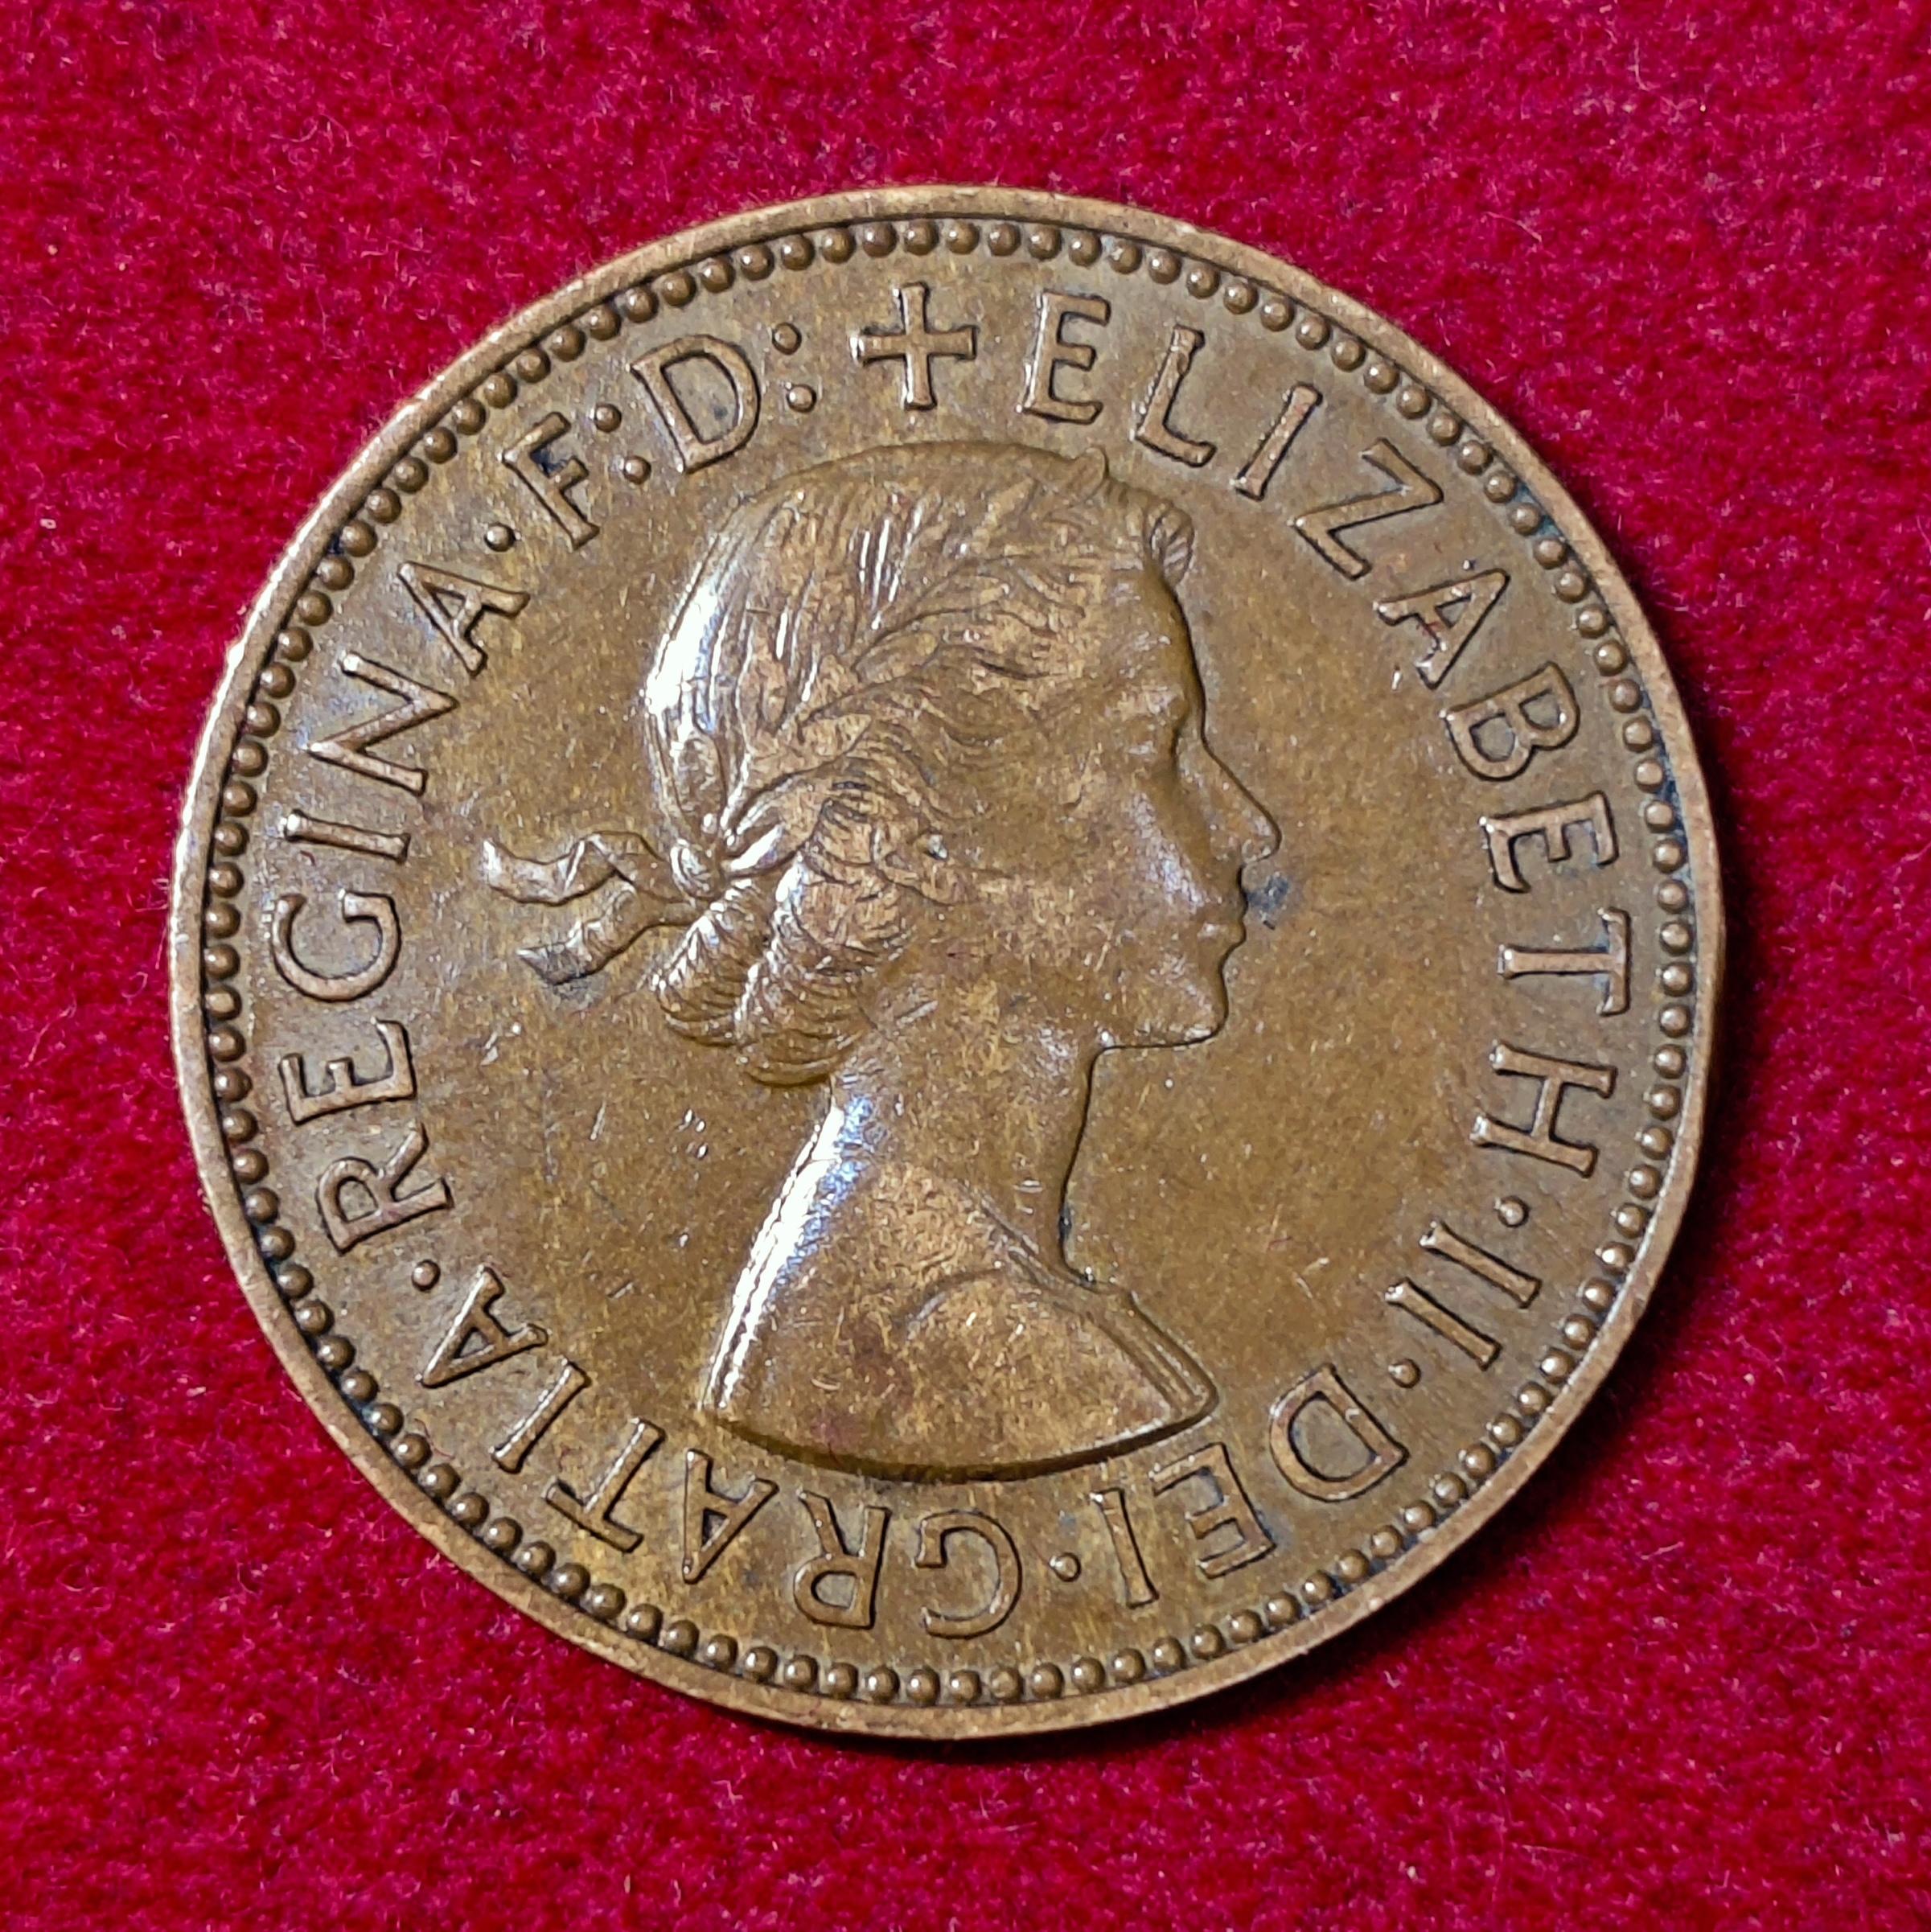 + ELIZABETH · II · DEI · GRATIA · REGINA · F : D :